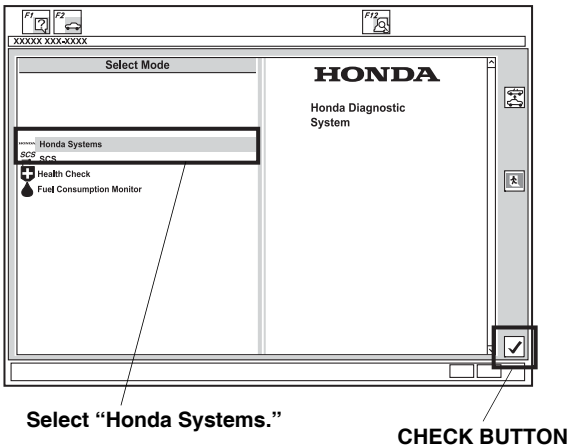 F1 F2 F12
XXXXX XXX-XXXX
Select Mode
HONDA
Honda Diagnostic
System
HONDA Honda Systems
SCS SCS
Health Check
Fuel Consumption Monitor
Select “Honda Systems.”
CHECK BUTTON